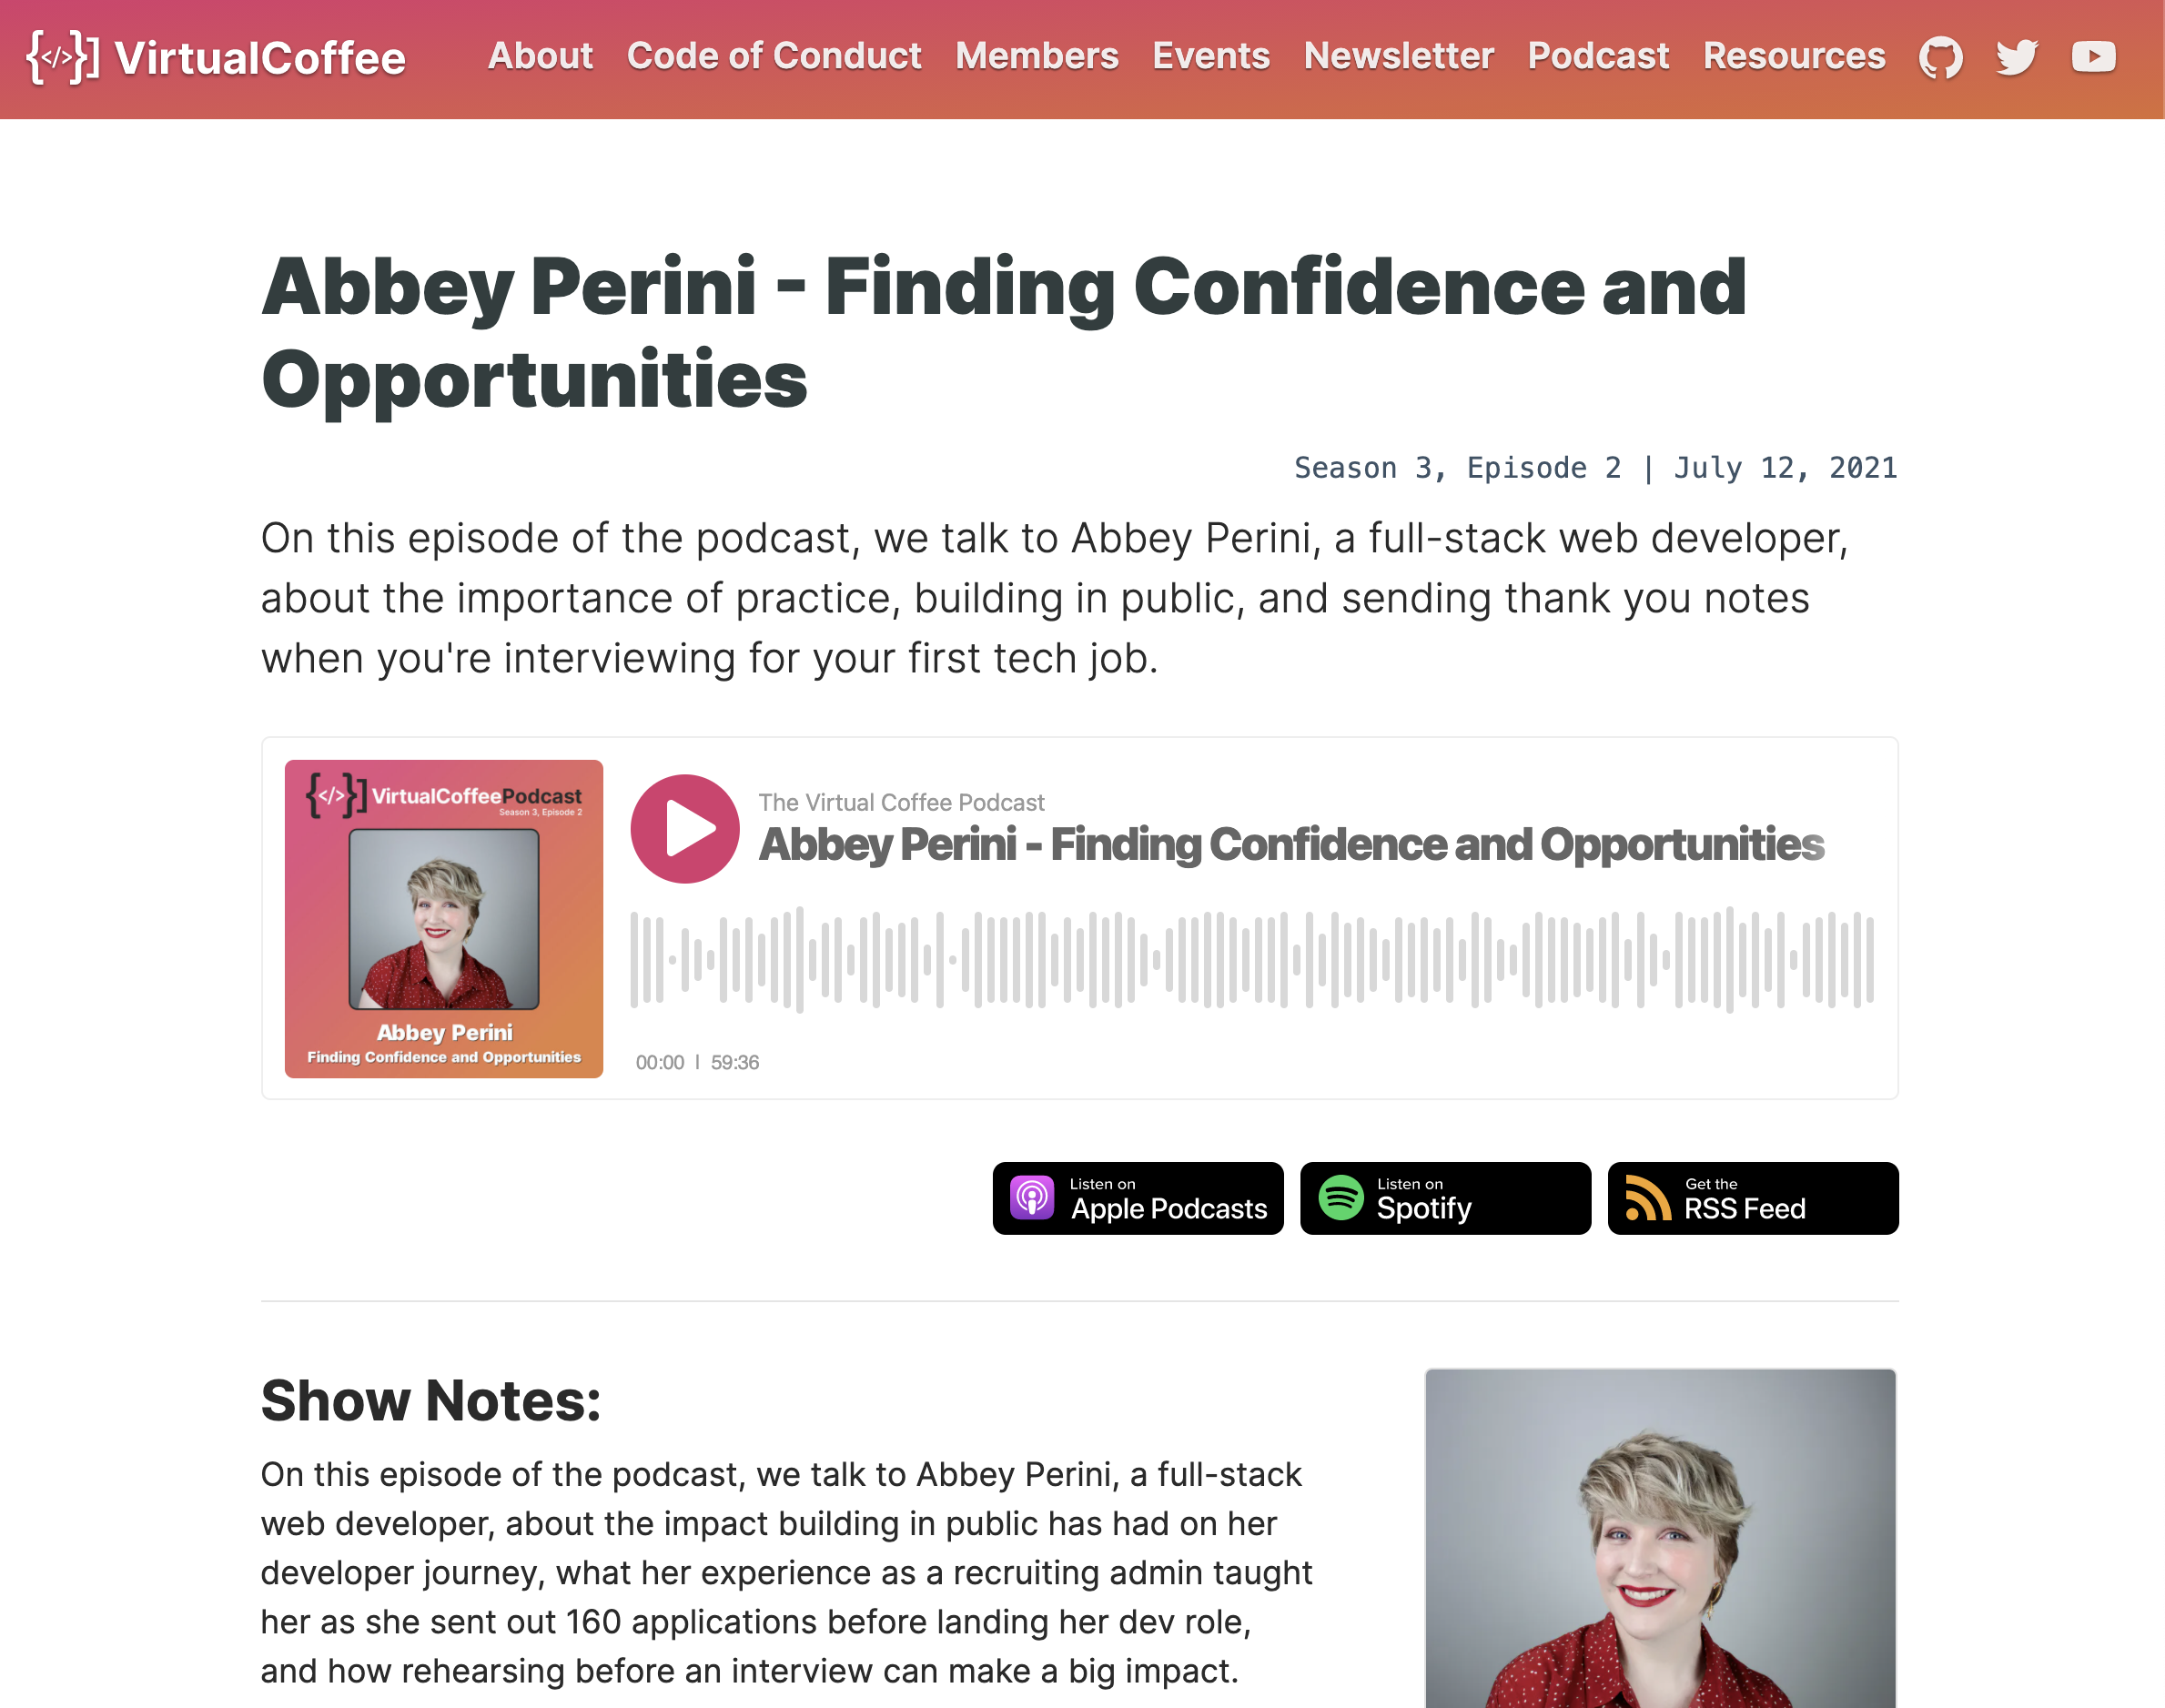 {</>}] VirtualCoffee
About Code of Conduct Members Events Newsletter Podcast Resources
Abbey Perini - Finding Confidence and
Opportunities
Season 3, Episode 2 | July 12, 2021
On this episode of the podcast, we talk to Abbey Perini, a full-stack web developer,
about the importance of practice, building in public, and sending thank you notes
when you're interviewing for your first tech job.
{</>}] VirtualCoffeePodcast
Season 3, Episode 2
Abbey Perini
Finding Confidence and Opportunities
The Virtual Coffee Podcast
Abbey Perini - Finding Confidence and Opportunities
00:00 | 59:36
Listen on
Apple Podcasts
Listen on
Spotify
Get the
RSS Feed
Show Notes:
On this episode of the podcast, we talk to Abbey Perini, a full-stack
web developer, about the impact building in public has had on her
developer journey, what her experience as a recruiting admin taught
her as she sent out 160 applications before landing her dev role,
and how rehearsing before an interview can make a big impact.